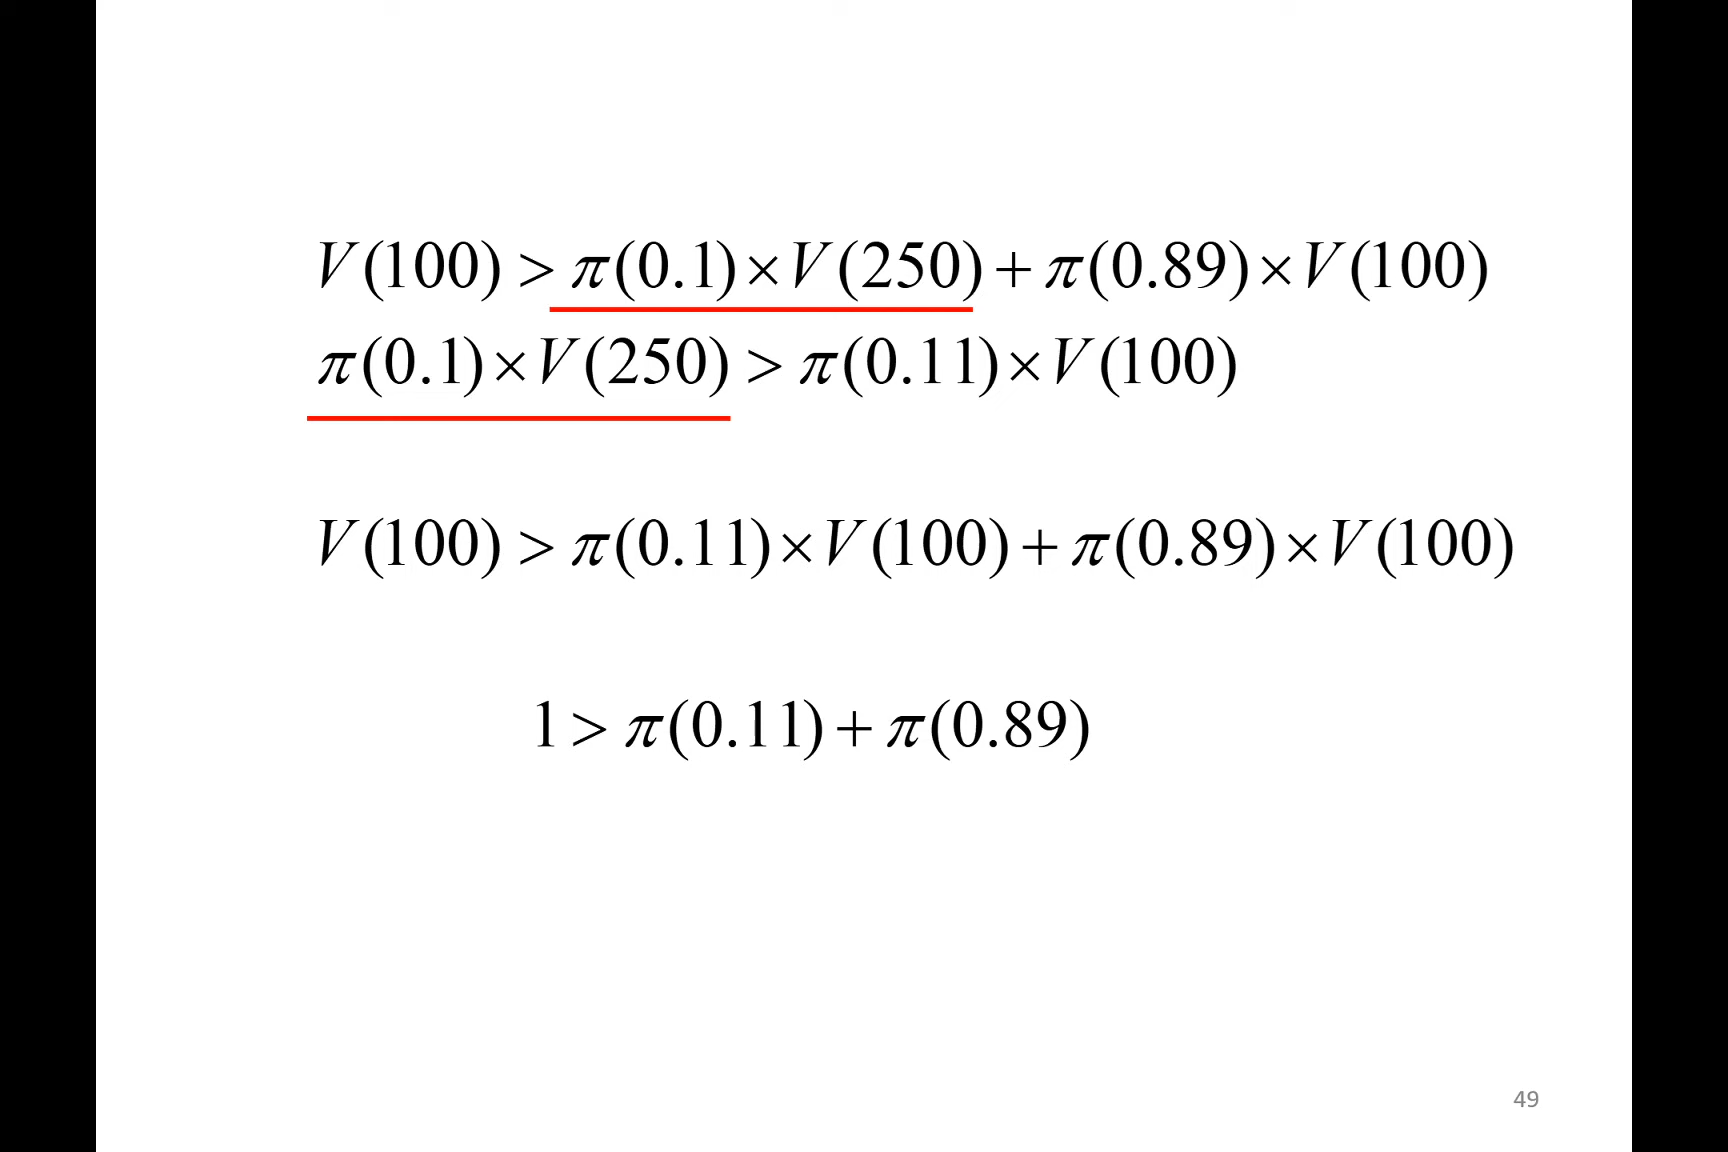 V(100) > π(0.1)×V(250)+π(0.89)×V(100)
π(0.1)×V(250) > π(0.11)×V(100)
V(100) > π(0.11)×V(100)+π(0.89)×V(100)
1 > π(0.11)+π(0.89)
49